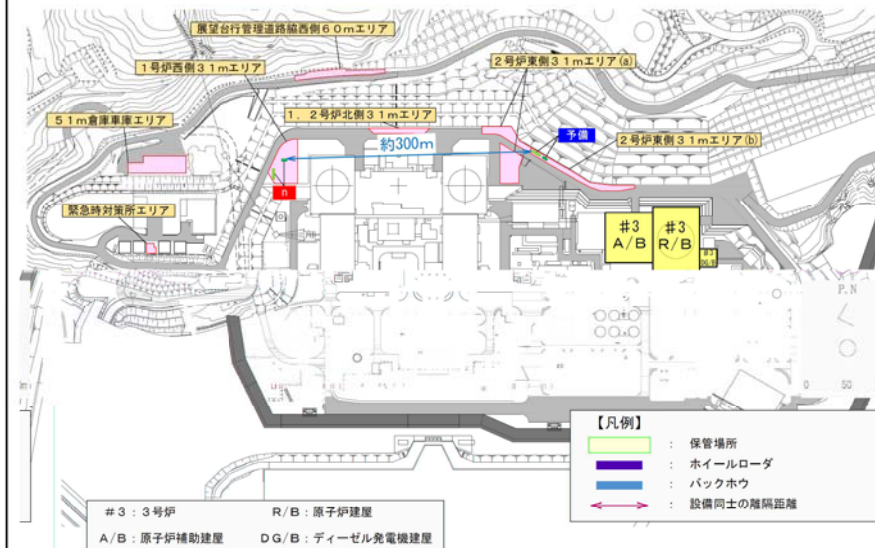 展望台行管理道路脇西側60mエリア
1号炉西側31mエリア
2号炉東側31mエリア(a)
1,2号炉北側31mエリア
51m倉庫車庫エリア
予備
約300m
2号炉東側31mエリア(b)
n
緊急時対策所エリア
#3
A/B
#3
R/B
#3
P.N
0 50
【凡例】
: 保管場所
: ホイールローダ
: バックホウ
: 設備同士の離隔距離
#3:3号炉
R/B:原子炉建屋
A/B:原子炉補助建屋
DG/B:ディーゼル発電機建屋